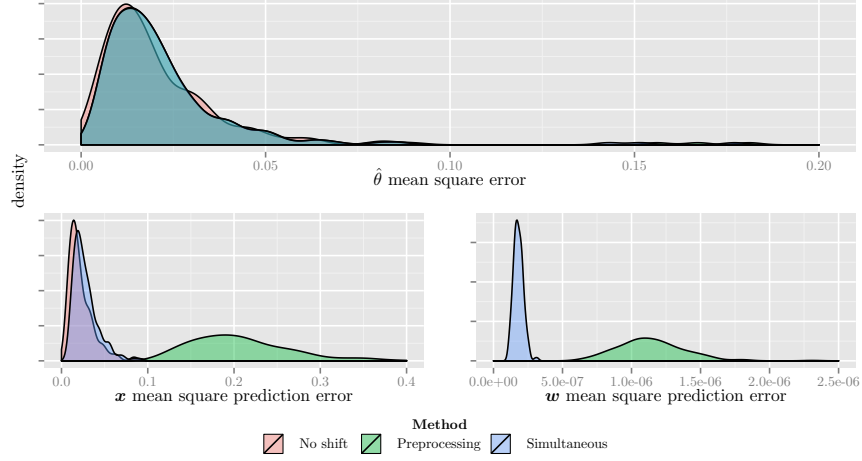 density
0.00 0.05 0.10 0.15 0.20
θ̂ mean square error
0.0 0.1 0.2 0.3 0.4
x mean square prediction error
0.0e+00 5.0e-07 1.0e-06 1.5e-06 2.0e-06 2.5e-06
w mean square prediction error
Method
No shift Preprocessing Simultaneous